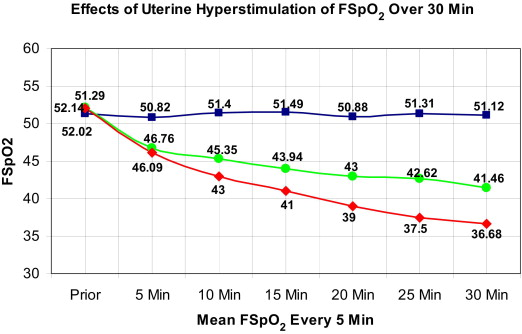 Effects of Uterine Hyperstimulation of FSpO2 Over 30 Min
60
55
50
45
40
35
30
FSpO2
51.29
52.14
52.02
50.82
51.4
51.49
50.88
51.31
51.12
46.76
45.35
43.94
43
42.62
41.46
46.09
43
41
39
37.5
36.68
Prior
5 Min
10 Min
15 Min
20 Min
25 Min
30 Min
Mean FSpO2 Every 5 Min